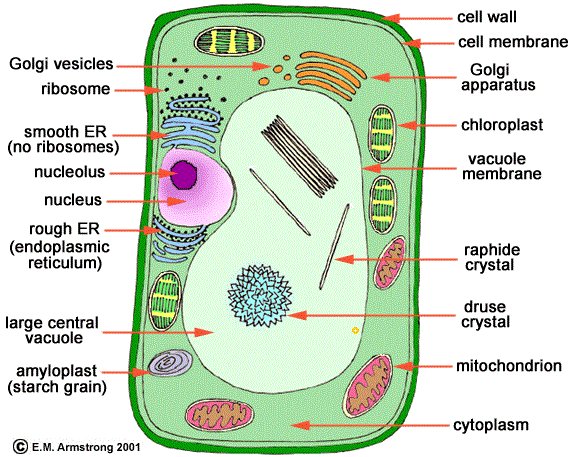 cell wall
cell membrane
Golgi vesicles
ribosome
Golgi
apparatus
smooth ER
(no ribosomes)
chloroplast
vacuole
membrane
nucleolus
nucleus
rough ER
(endoplasmic
reticulum)
raphide
crystal
large central
vacuole
druse
crystal
amyloplast
(starch grain)
mitochondrion
cytoplasm
© E.M. Armstrong 2001